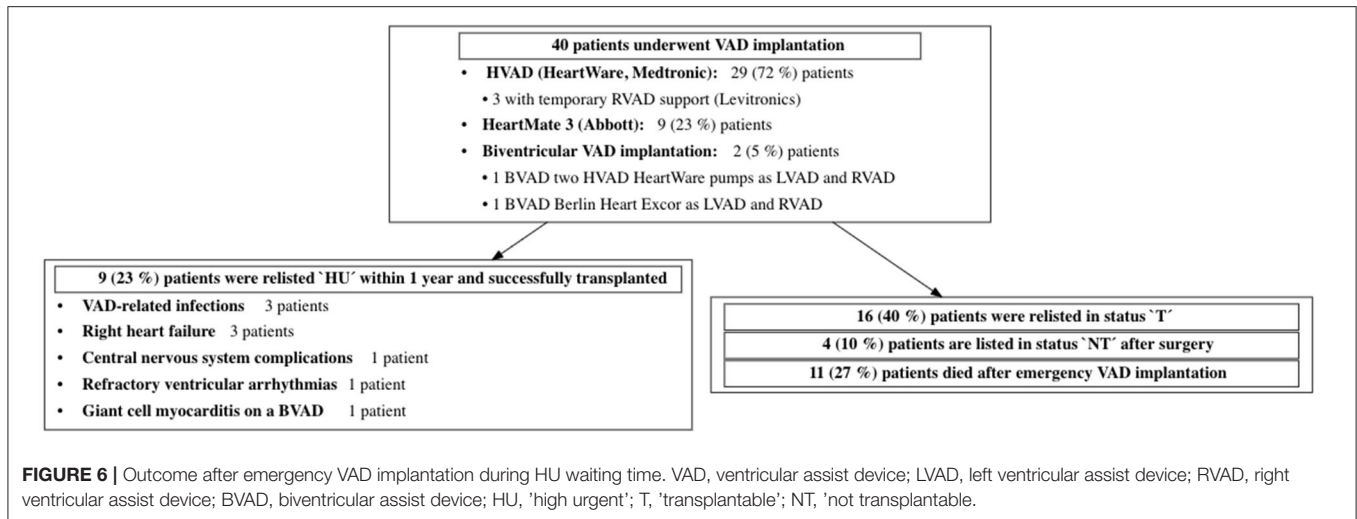 40 patients underwent VAD implantation
• HVAD (HeartWare, Medtronic): 29 (72 %) patients
• 3 with temporary RVAD support (Levitronics)
• HeartMate 3 (Abbott): 9 (23 %) patients
• Biventricular VAD implantation: 2 (5 %) patients
• 1 BVAD two HVAD HeartWare pumps as LVAD and RVAD
• 1 BVAD Berlin Heart Excor as LVAD and RVAD
9 (23 %) patients were relisted `HU´ within 1 year and successfully transplanted
• VAD-related infections 3 patients
• Right heart failure 3 patients
• Central nervous system complications 1 patient
• Refractory ventricular arrhythmias 1 patient
• Giant cell myocarditis on a BVAD 1 patient
16 (40 %) patients were relisted in status `T´
4 (10 %) patients are listed in status `NT´ after surgery
11 (27 %) patients died after emergency VAD implantation
FIGURE 6 | Outcome after emergency VAD implantation during HU waiting time. VAD, ventricular assist device; LVAD, left ventricular assist device; RVAD, right
ventricular assist device; BVAD, biventricular assist device; HU, 'high urgent'; T, 'transplantable'; NT, 'not transplantable.